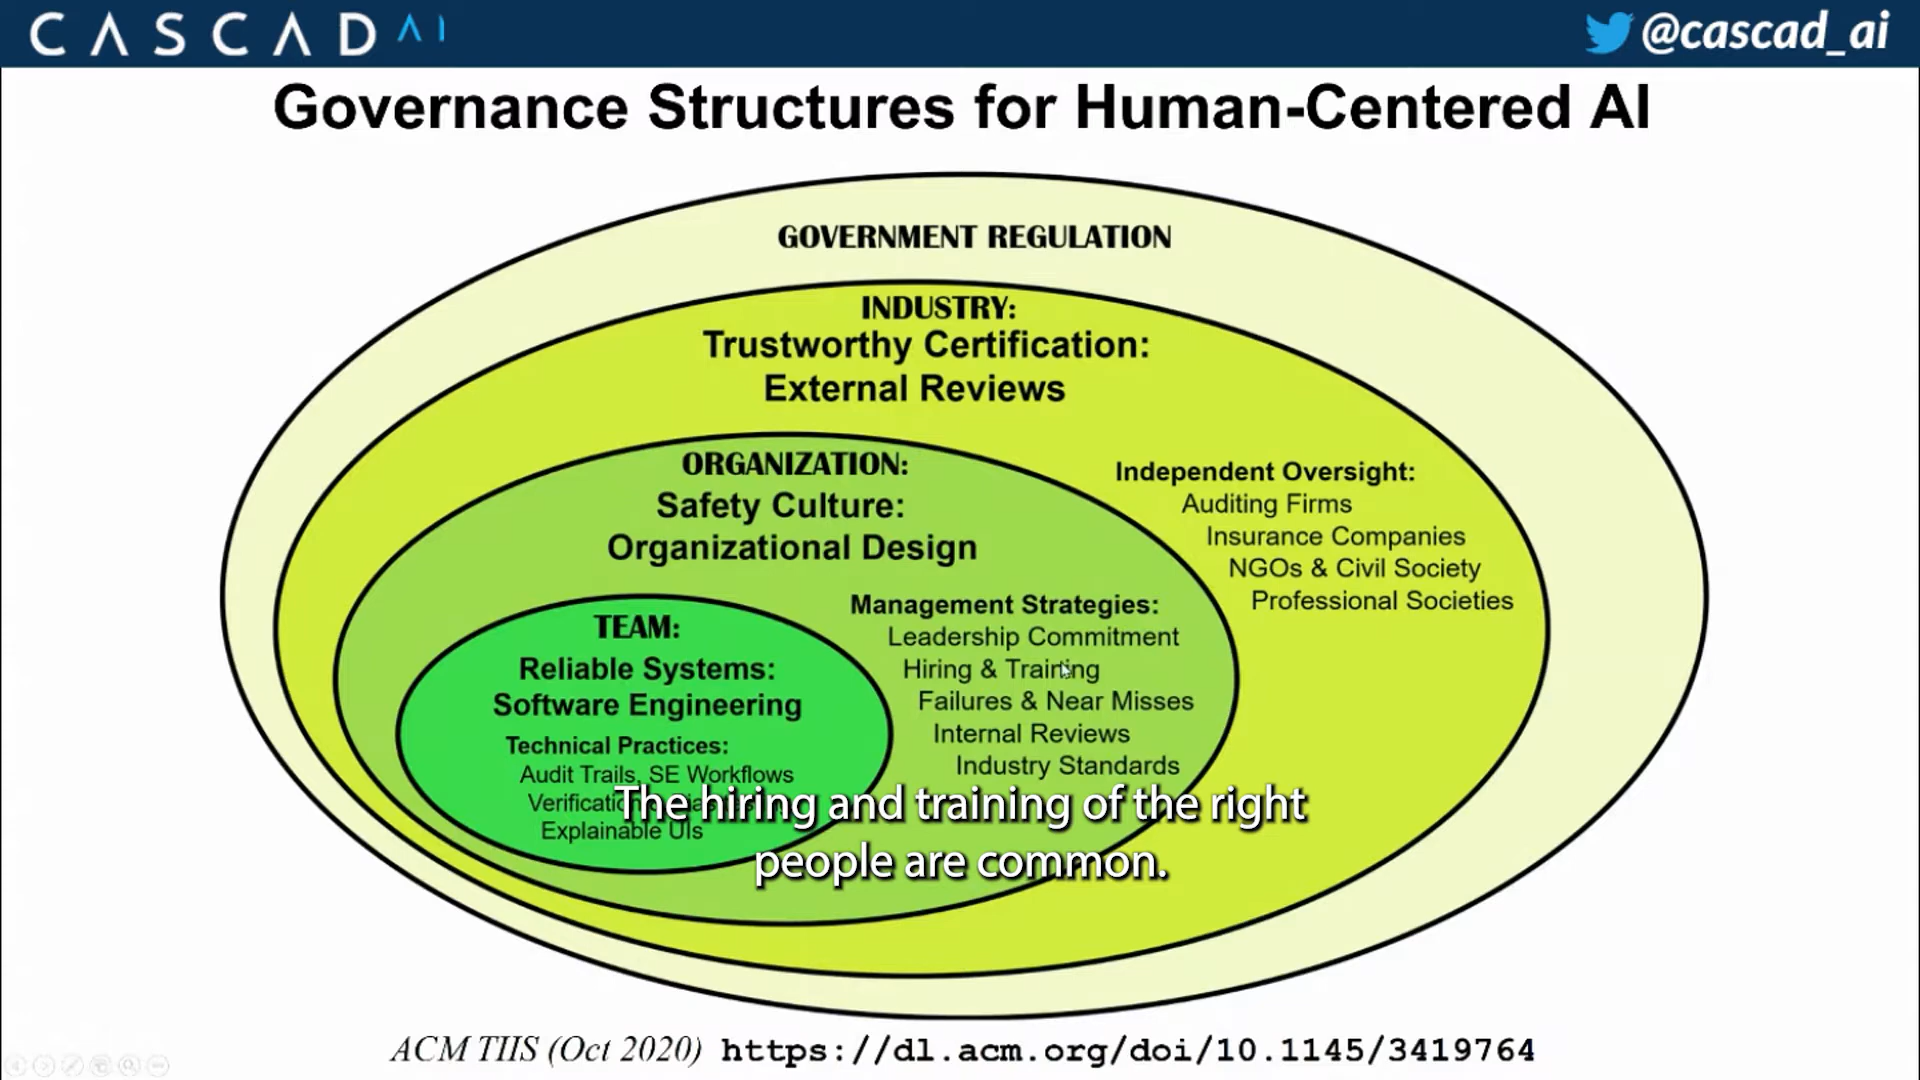 CASCAD AI
@cascad_ai
Governance Structures for Human-Centered AI
GOVERNMENT REGULATION
INDUSTRY:
Trustworthy Certification:
External Reviews
ORGANIZATION:
Safety Culture:
Organizational Design
Independent Oversight:
Auditing Firms
Insurance Companies
NGOs & Civil Society
Professional Societies
Management Strategies:
Leadership Commitment
Hiring & Training
Failures & Near Misses
Internal Reviews
Industry Standards
TEAM:
Reliable Systems:
Software Engineering
Technical Practices:
Audit Trails, SE Workflows
Explainable UIs
The hiring and training of the right
people are common.
ACM TIIS (Oct 2020) https://dl.acm.org/doi/10.1145/3419764